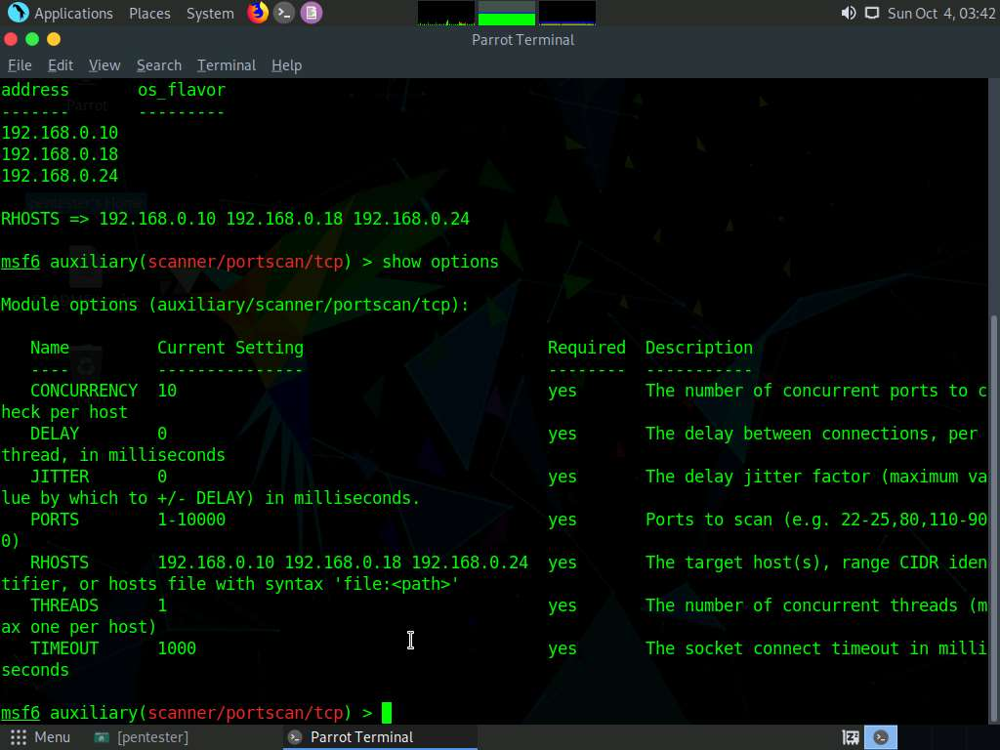 Applications Places System Sun Oct 4, 03:42
Parrot Terminal
File Edit View Search Terminal Help
address os_flavor
------- ---------
192.168.0.10
192.168.0.18
192.168.0.24
RHOSTS => 192.168.0.10 192.168.0.18 192.168.0.24
msf6 auxiliary(scanner/portscan/tcp) > show options
Module options (auxiliary/scanner/portscan/tcp):
Name Current Setting Required Description
---- --------------- -------- -----------
CONCURRENCY 10 yes The number of concurrent ports to c
heck per host
DELAY 0 yes The delay between connections, per
thread, in milliseconds
JITTER 0 yes The delay jitter factor (maximum va
lue by which to +/- DELAY) in milliseconds.
PORTS 1-10000 yes Ports to scan (e.g. 22-25,80,110-90
0)
RHOSTS 192.168.0.10 192.168.0.18 192.168.0.24 yes The target host(s), range CIDR iden
tifier, or hosts file with syntax 'file:<path>'
THREADS 1 yes The number of concurrent threads (m
ax one per host)
TIMEOUT 1000 yes The socket connect timeout in milli
seconds
msf6 auxiliary(scanner/portscan/tcp) >
Menu [pentester] Parrot Terminal